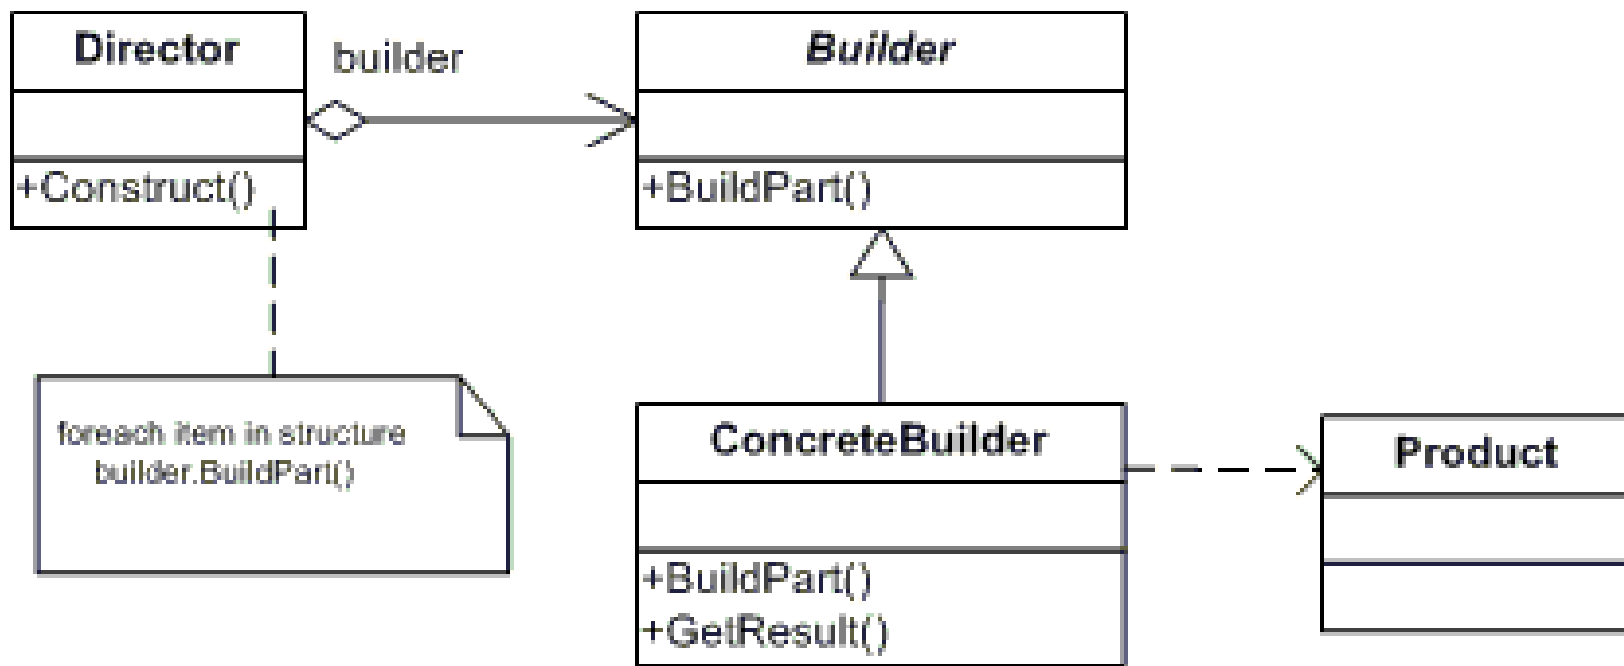 Director
builder
Builder
+Construct()
+BuildPart()
foreach item in structure
builder.BuildPart()
ConcreteBuilder
Product
+BuildPart()
+GetResult()